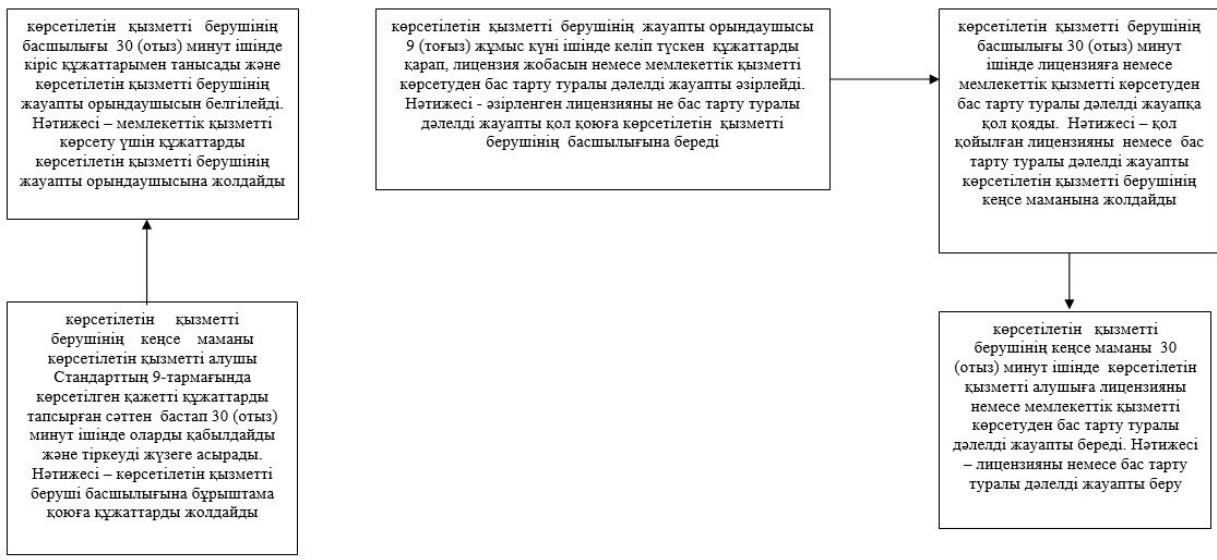 көрсетілетін қызметті берушінің
басшылығы 30 (отыз) минут ішінде
кіріс құжаттарымен танысады және
көрсетілетін қызметті берушінің
жауапты орындаушысын белгілейді.
Нәтижесі – мемлекеттік қызметті
көрсету үшін құжаттарды
көрсетілетін қызметті берушінің
жауапты орындаушысына жолдайды
көрсетілетін қызметті берушінің жауапты орындаушысы
9 (тоғыз) жұмыс күні ішінде келіп түскен құжаттарды
қарап, лицензия жобасын немесе мемлекеттік қызметті
көрсетуден бас тарту туралы дәлелді жауапты әзірлейді.
Нәтижесі - әзірленген лицензияны не бас тарту туралы
дәлелді жауапты қол қоюға көрсетілетін қызметті
берушінің басшылығына береді
көрсетілетін қызметті берушінің
басшылығы 30 (отыз) минут
ішінде лицензияға немесе
мемлекеттік қызметті көрсетуден
бас тарту туралы дәлелді жауапқа
қол қояды. Нәтижесі – қол
қойылған лицензияны немесе бас
тарту туралы дәлелді жауапты
көрсетілетін қызметті берушінің
кеңсе маманына жолдайды
көрсетілетін қызметті
берушінің кеңсе маманы
көрсетілетін қызметті алушы
Стандарттың 9-тармағында
көрсетілген қажетті құжаттарды
тапсырған сәттен бастап 30 (отыз)
минут ішінде оларды қабылдайды
және тіркеуді жүзеге асырады.
Нәтижесі – көрсетілетін қызметті
беруші басшылығына бұрыштама
қоюға құжаттарды жолдайды
көрсетілетін қызметті
берушінің кеңсе маманы 30
(отыз) минут ішінде көрсетілетін
қызметті алушыға лицензияны
немесе мемлекеттік қызметті
көрсетуден бас тарту туралы
дәлелді жауапты береді. Нәтижесі
– лицензияны немесе бас тарту
туралы дәлелді жауапты беру